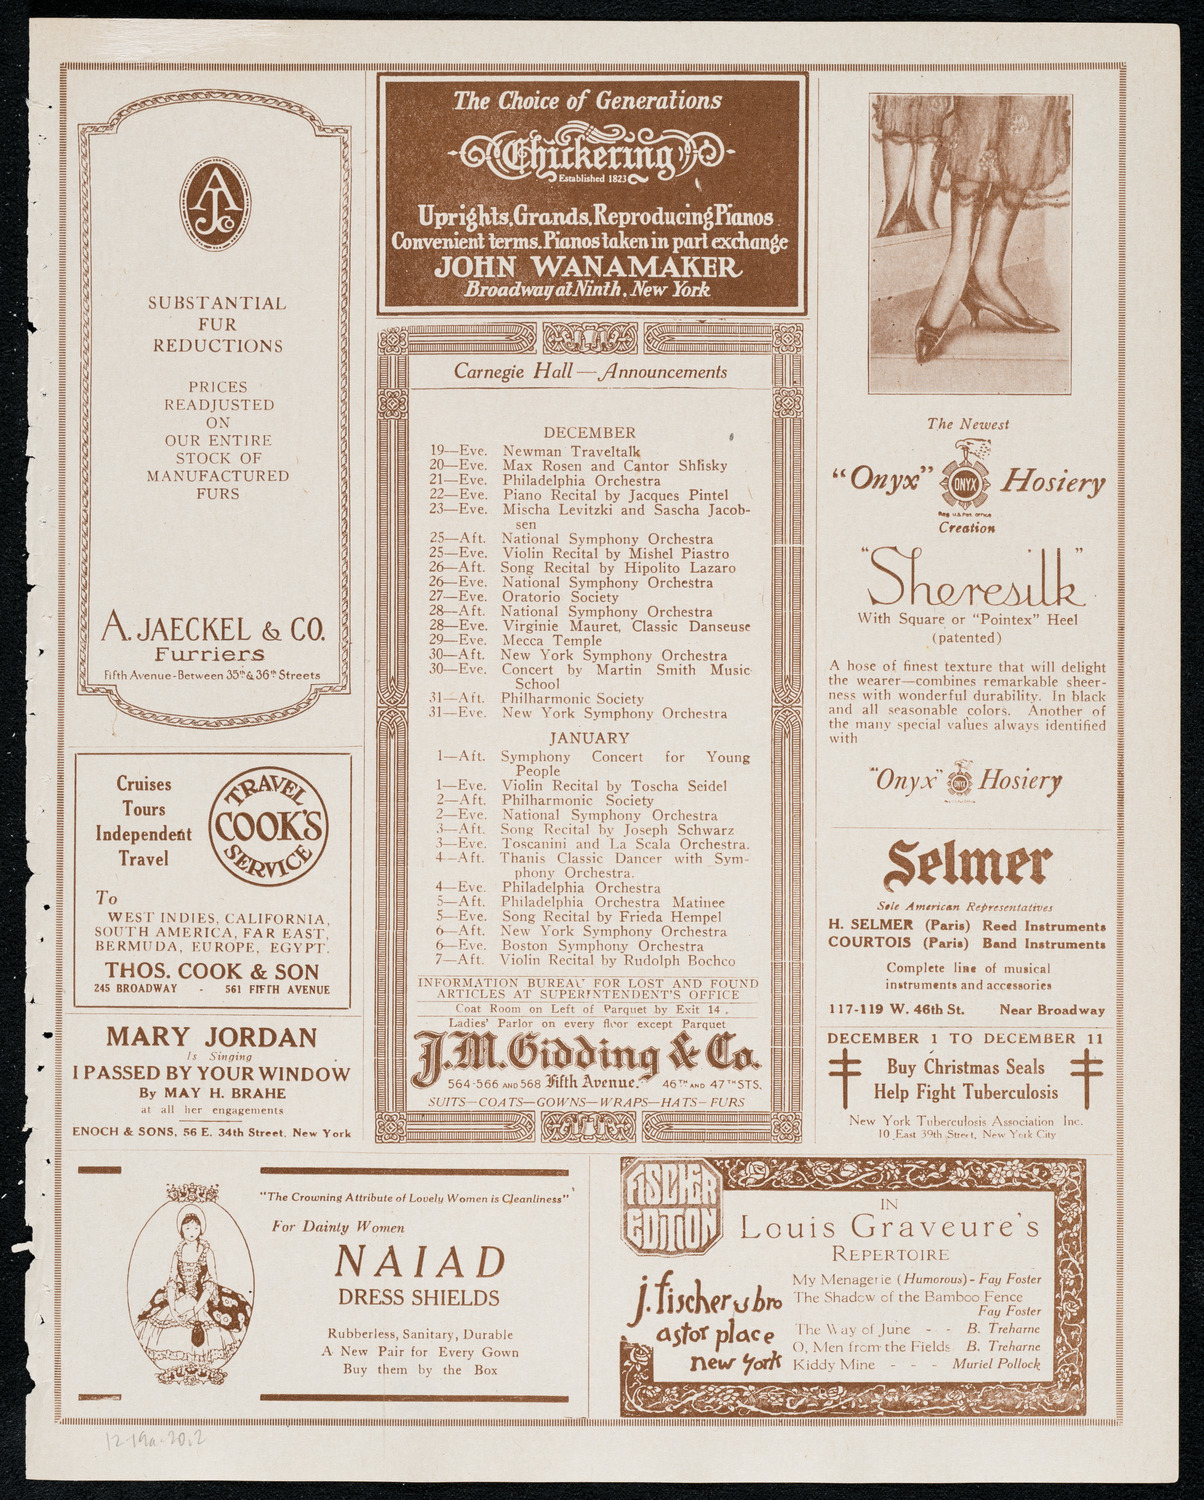 AJCo
SUBSTANTIAL
FUR
REDUCTIONS
PRICES
READJUSTED
ON
OUR ENTIRE
STOCK OF
MANUFACTURED
FURS
A. JAECKEL & CO.
Furriers
Fifth Avenue-Between 35th & 36th Streets
Cruises
Tours
Independent
Travel
TRAVEL
COOK'S
SERVICE
To
WEST INDIES, CALIFORNIA,
SOUTH AMERICA, FAR EAST,
BERMUDA, EUROPE, EGYPT.
THOS. COOK & SON
245 BROADWAY - 561 FIFTH AVENUE
MARY JORDAN
Is Singing
I PASSED BY YOUR WINDOW
By MAY H. BRAHE
at all her engagements
ENOCH & SONS, 56 E. 34th Street, New York
The Choice of Generations
Chickering
Established 1823
Uprights, Grands, Reproducing Pianos
Convenient terms. Pianos taken in part exchange
JOHN WANAMAKER
Broadway at Ninth, New York
Carnegie Hall — Announcements
DECEMBER
19—Eve. Newman Traveltalk
20—Eve. Max Rosen and Cantor Shlisky
21—Eve. Philadelphia Orchestra
22—Eve. Piano Recital by Jacques Pintel
23—Eve. Mischa Levitzki and Sascha Jacob-
sen
25—Aft. National Symphony Orchestra
25—Eve. Violin Recital by Mishel Piastro
26—Aft. Song Recital by Hipolito Lazaro
26—Eve. National Symphony Orchestra
27—Eve. Oratorio Society
28—Aft. National Symphony Orchestra
28—Eve. Virginie Mauret, Classic Danseuse
29—Eve. Mecca Temple
30—Aft. New York Symphony Orchestra
30—Eve. Concert by Martin Smith Music
School
31—Aft. Philharmonic Society
31—Eve. New York Symphony Orchestra
JANUARY
1—Aft. Symphony Concert for Young
People
1—Eve. Violin Recital by Toscha Seidel
2—Aft. Philharmonic Society
2—Eve. National Symphony Orchestra
3—Aft. Song Recital by Joseph Schwarz
3—Eve. Toscanini and La Scala Orchestra.
4—Aft. Thanis Classic Dancer with Sym-
phony Orchestra.
4—Eve. Philadelphia Orchestra
5—Aft. Philadelphia Orchestra Matinee
5—Eve. Song Recital by Frieda Hempel
6—Aft. New York Symphony Orchestra
6—Eve. Boston Symphony Orchestra
7—Aft. Violin Recital by Rudolph Bochco
INFORMATION BUREAU FOR LOST AND FOUND
ARTICLES AT SUPERINTENDENT'S OFFICE
Coat Room on Left of Parquet by Exit 14.
Ladies' Parlor on every floor except Parquet
J.M. Gidding & Co.
564-566 AND 568 Fifth Avenue. 46TH AND 47TH STS.
SUITS—COATS—GOWNS—WRAPS—HATS—FURS
The Newest
"Onyx" ONYX Hosiery
Reg. U.S. Pat. Office
Creation
"Sheresilk"
With Square or "Pointex" Heel
(patented)
A hose of finest texture that will delight
the wearer—combines remarkable sheer-
ness with wonderful durability. In black
and all seasonable colors. Another of
the many special values always identified
with
"Onyx" Hosiery
Selmer
Sole American Representatives
H. SELMER (Paris) Reed Instruments
COURTOIS (Paris) Band Instruments
Complete line of musical
instruments and accessories
117-119 W. 46th St. Near Broadway
DECEMBER 1 TO DECEMBER 11
Buy Christmas Seals
Help Fight Tuberculosis
New York Tuberculosis Association Inc.
10 East 39th Street, New York City
"The Crowning Attribute of Lovely Women is Cleanliness"
For Dainty Women
NAIAD
DRESS SHIELDS
Rubberless, Sanitary, Durable
A New Pair for Every Gown
Buy them by the Box
FISCHER
EDITION
IN
Louis Graveure's
REPERTOIRE
j. fischer & bro
astor place
new york
My Menagerie (Humorous) - Fay Foster
The Shadow of the Bamboo Fence
Fay Foster
The Way of June - - B. Treharne
O, Men from the Fields B. Treharne
Kiddy Mine - - - Muriel Pollock
12-19a-20.2